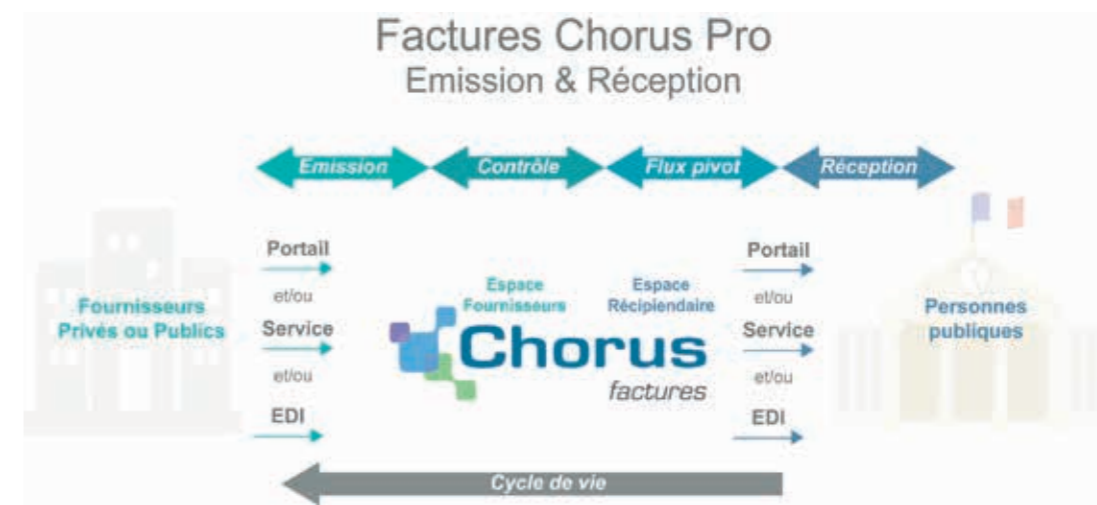 Factures Chorus Pro
Emission & Réception
Emission
Contrôle
Flux pivot
Réception
Fournisseurs
Privés ou Publics
Portail
et/ou
Service
et/ou
EDI
Espace
Fournisseurs
Espace
Récipiendaire
Chorus
factures
Portail
et/ou
Service
et/ou
EDI
Personnes
publiques
Cycle de vie